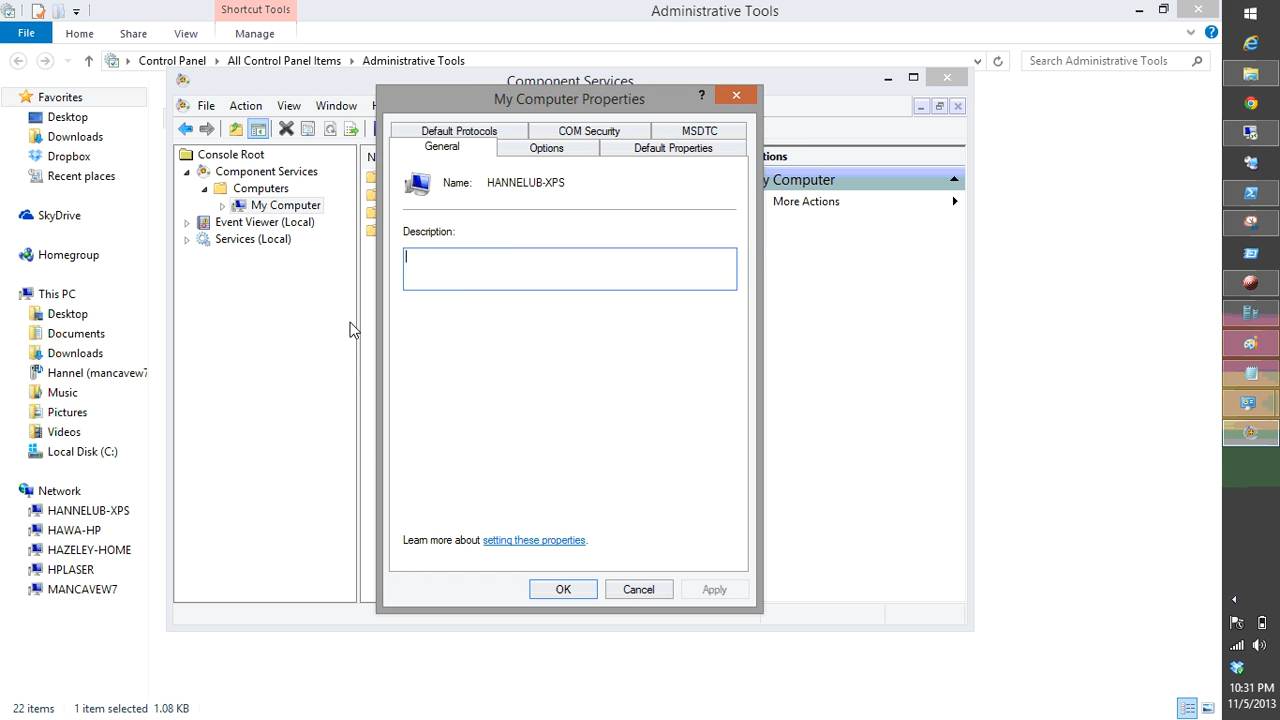 Shortcut Tools
Administrative Tools
File
Home
Share
View
Manage
Control Panel
All Control Panel Items
Administrative Tools
Search Administrative Tools
Favorites
Desktop
Downloads
Dropbox
Recent places
SkyDrive
Homegroup
This PC
Desktop
Documents
Downloads
Hannel (mancavew7
Music
Pictures
Videos
Local Disk (C:)
Network
HANNELUB-XPS
HAWA-HP
HAZELEY-HOME
HPLASER
MANCAVEW7
22 items
1 item selected 1.08 KB
Component Services
File
Action
View
Window
H
Console Root
Component Services
Computers
My Computer
Event Viewer (Local)
Services (Local)
N
My Computer Properties
?
Default Protocols
COM Security
MSDTC
General
Options
Default Properties
Name:
HANNELUB-XPS
Description:
Learn more about setting these properties.
OK
Cancel
Apply
tions
y Computer
More Actions
10:31 PM
11/5/2013